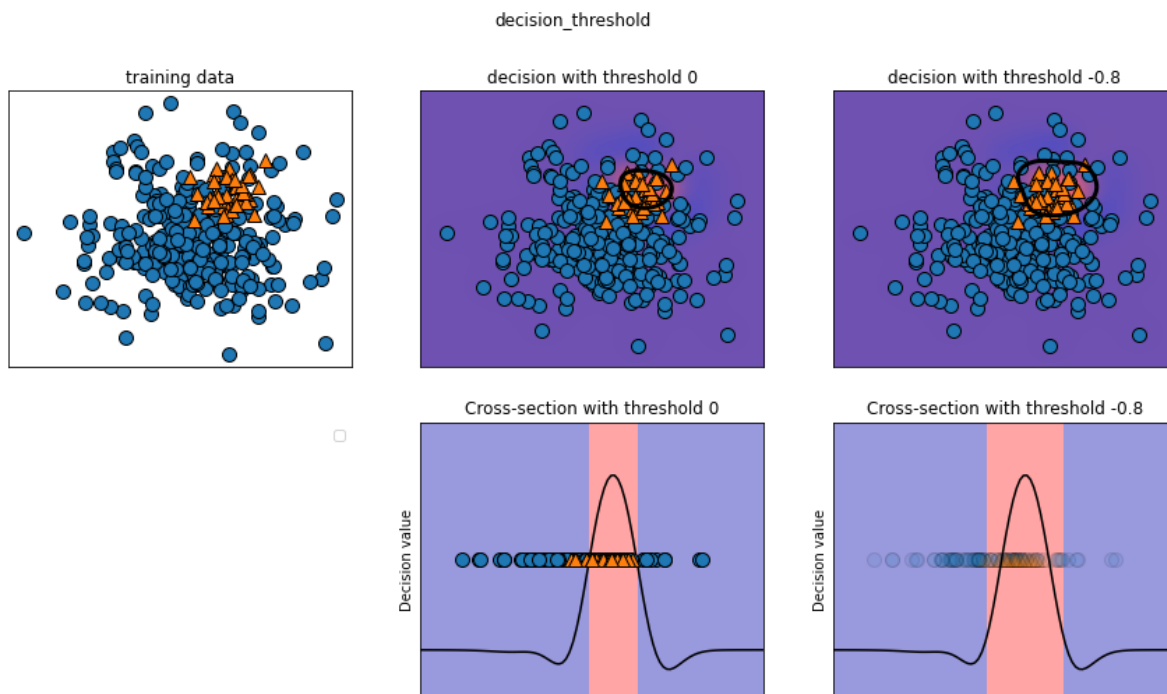 decision_threshold
training data
decision with threshold 0
decision with threshold -0.8
Cross-section with threshold 0
Cross-section with threshold -0.8
Decision value
Decision value